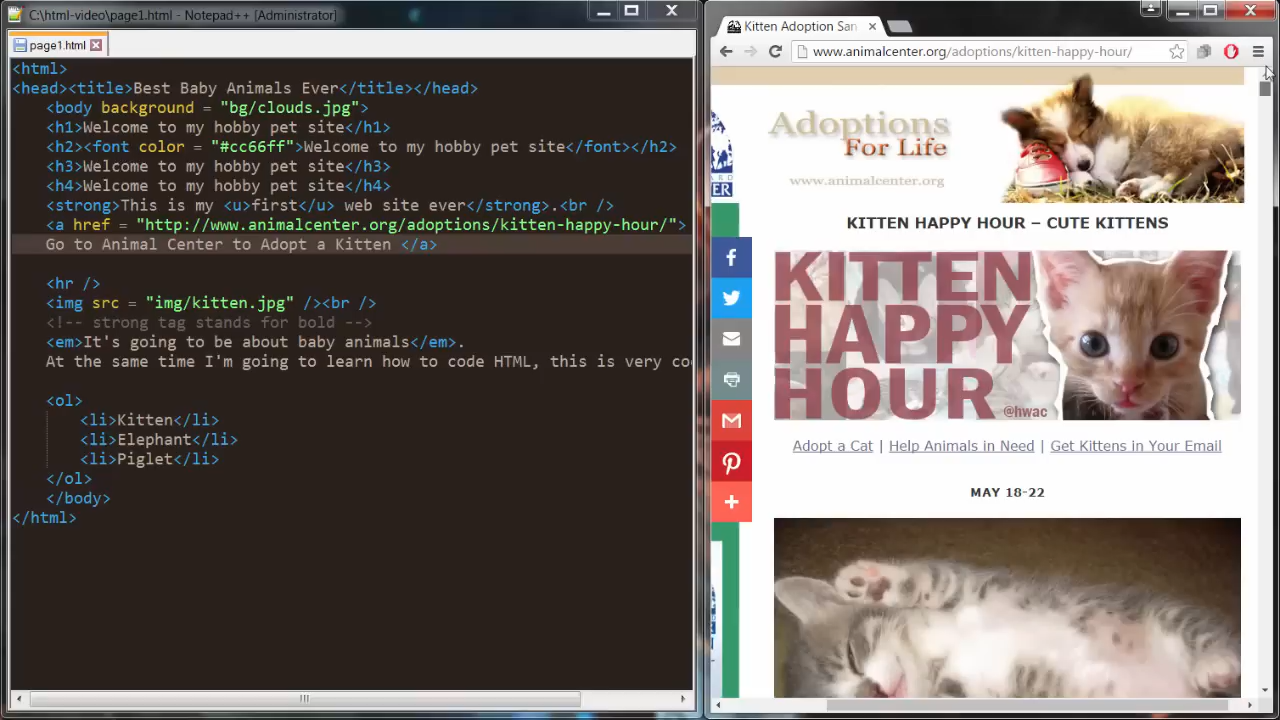 C:\html-video\page1.html - Notepad++ [Administrator]
page1.html
<html>
<head><title>Best Baby Animals Ever</title></head>
<body background = "bg/clouds.jpg">
<h1>Welcome to my hobby pet site</h1>
<h2><font color = "#cc66ff">Welcome to my hobby pet site</font></h2>
<h3>Welcome to my hobby pet site</h3>
<h4>Welcome to my hobby pet site</h4>
<strong>This is my <u>first</u> web site ever</strong>.<br />
<a href = "http://www.animalcenter.org/adoptions/kitten-happy-hour/">
Go to Animal Center to Adopt a Kitten </a>
<hr />
<img src = "img/kitten.jpg" /><br />
<!-- strong tag stands for bold -->
<em>It's going to be about baby animals</em>.
At the same time I'm going to learn how to code HTML, this is very co
<ol>
<li>Kitten</li>
<li>Elephant</li>
<li>Piglet</li>
</ol>
</body>
</html>
Kitten Adoption San
www.animalcenter.org/adoptions/kitten-happy-hour/
Adoptions
For Life
www.animalcenter.org
KITTEN HAPPY HOUR – CUTE KITTENS
KITTEN
HAPPY
HOUR
@hwac
Adopt a Cat | Help Animals in Need | Get Kittens in Your Email
MAY 18-22